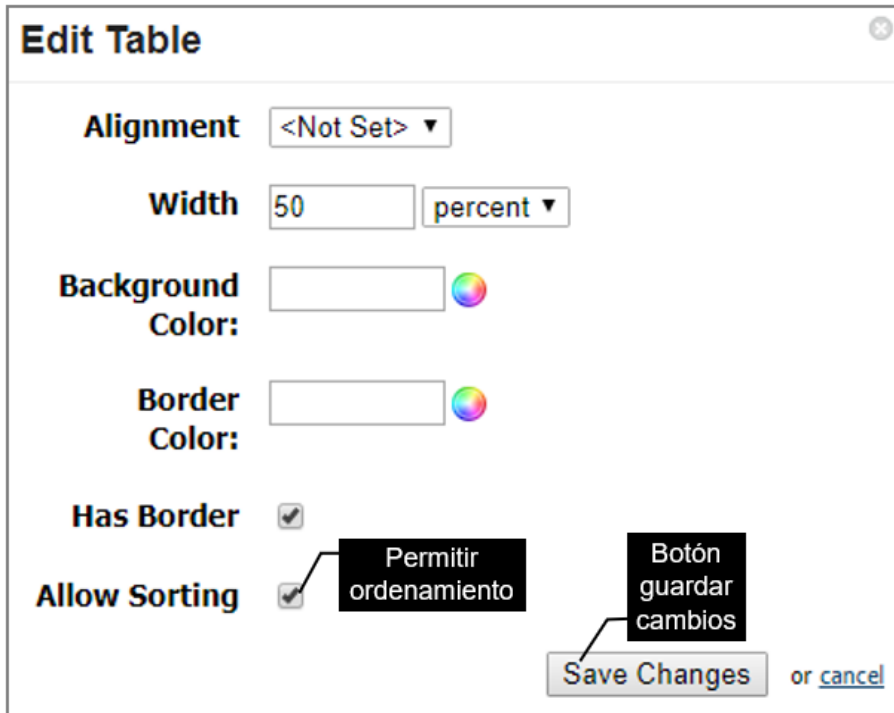 Edit Table
Alignment <Not Set>
Width 50 percent
Background
Color:
Border
Color:
Has Border
Allow Sorting
Permitir
ordenamiento
Botón
guardar
cambios
Save Changes or cancel